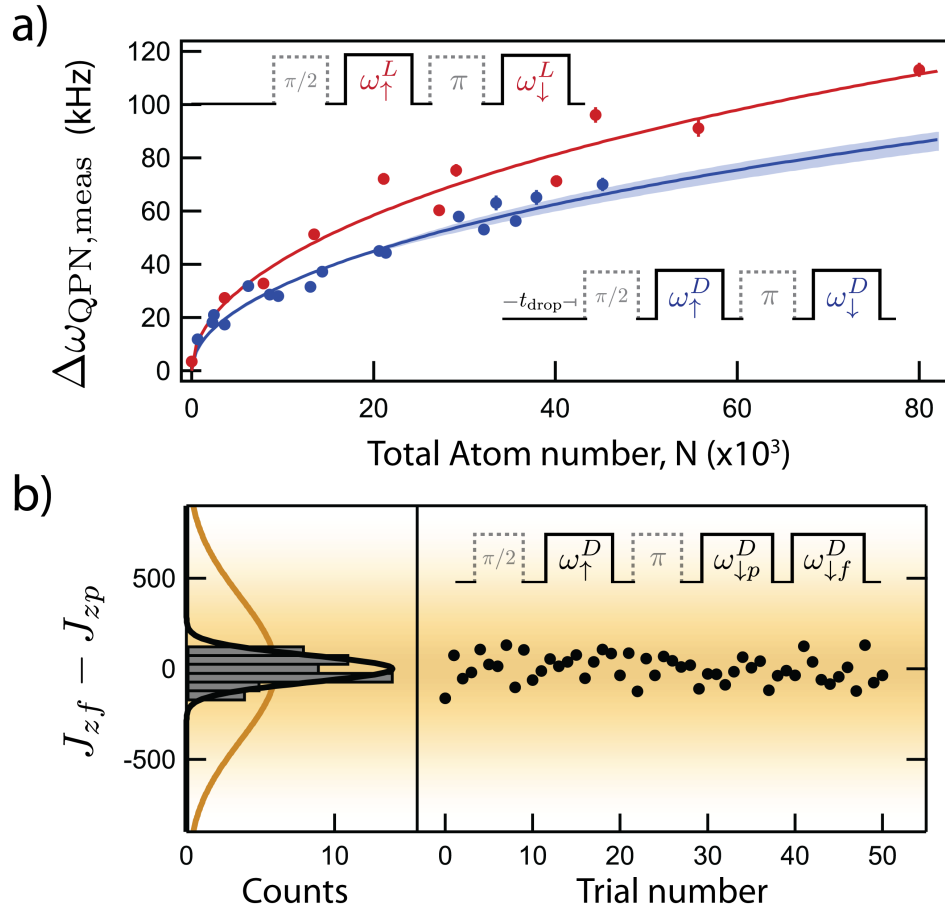 a)
120
100
80
60
40
20
0
Δω_QPN,meas (kHz)
π/2 ω↑^L π ω↓^L
-t_drop- π/2 ω↑^D π ω↓^D
0 20 40 60 80
Total Atom number, N (x10³)
b)
500
0
-500
J_zf − J_zp
π/2 ω↑^D π ω↓p^D ω↓f^D
0 10
0 10 20 30 40 50
Counts Trial number